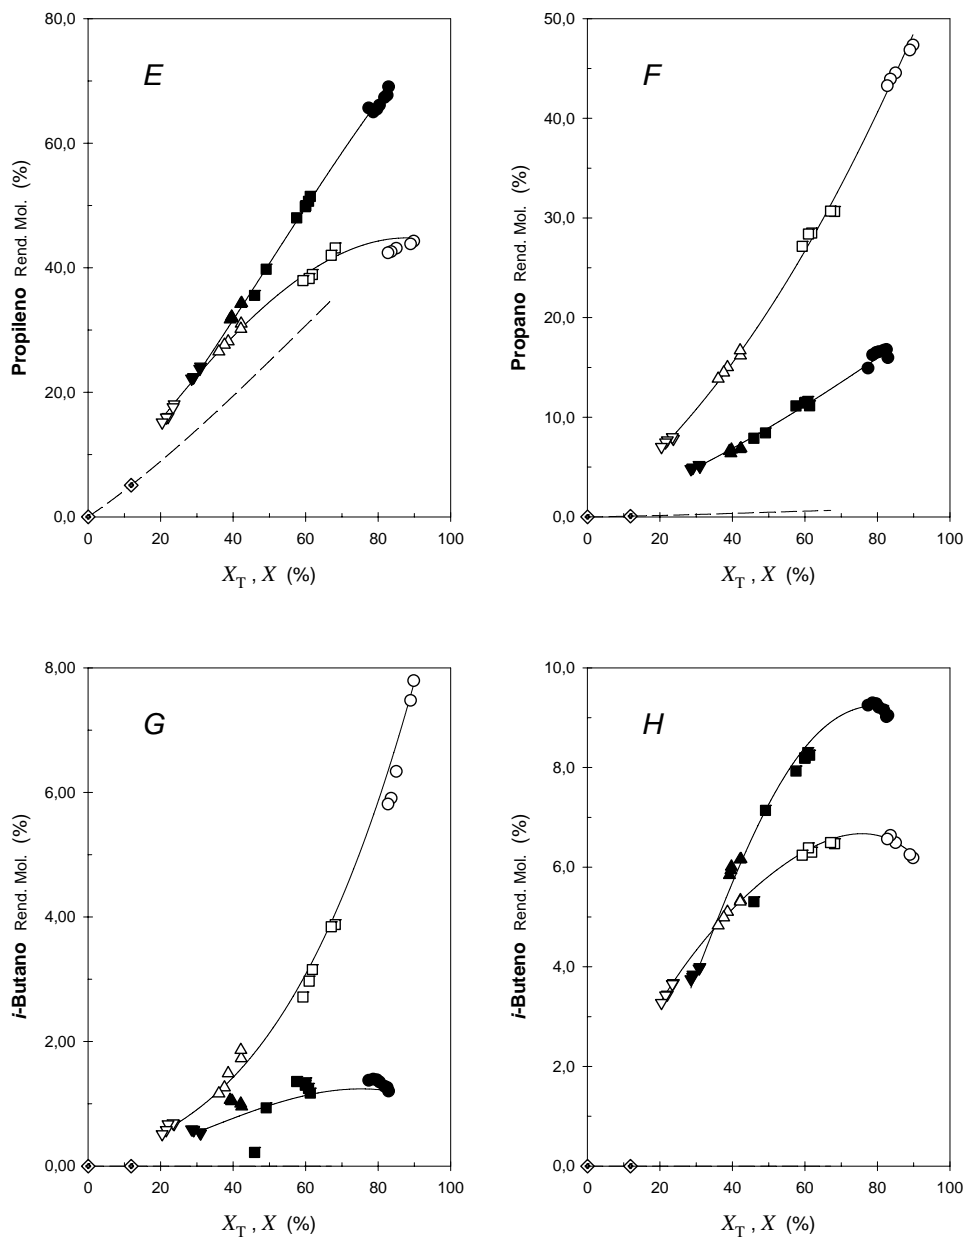 80,0
60,0
40,0
20,0
0,0
Propileno Rend. Mol. (%)
E
0 20 40 60 80 100
X_T , X (%)
50,0
40,0
30,0
20,0
10,0
0,0
Propano Rend. Mol. (%)
F
0 20 40 60 80 100
X_T , X (%)
8,00
6,00
4,00
2,00
0,00
i-Butano Rend. Mol. (%)
G
0 20 40 60 80 100
X_T , X (%)
10,0
8,0
6,0
4,0
2,0
0,0
i-Buteno Rend. Mol. (%)
H
0 20 40 60 80 100
X_T , X (%)